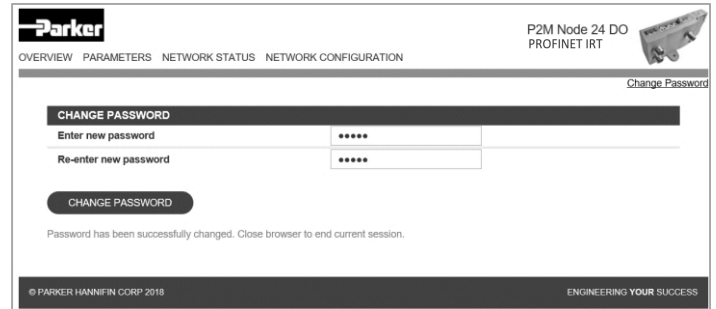 Parker
P2M Node 24 DO
PROFINET IRT
OVERVIEW PARAMETERS NETWORK STATUS NETWORK CONFIGURATION
Change Password
CHANGE PASSWORD
Enter new password •••••
Re-enter new password •••••
CHANGE PASSWORD
Password has been successfully changed. Close browser to end current session.
© PARKER HANNIFIN CORP 2018 ENGINEERING YOUR SUCCESS